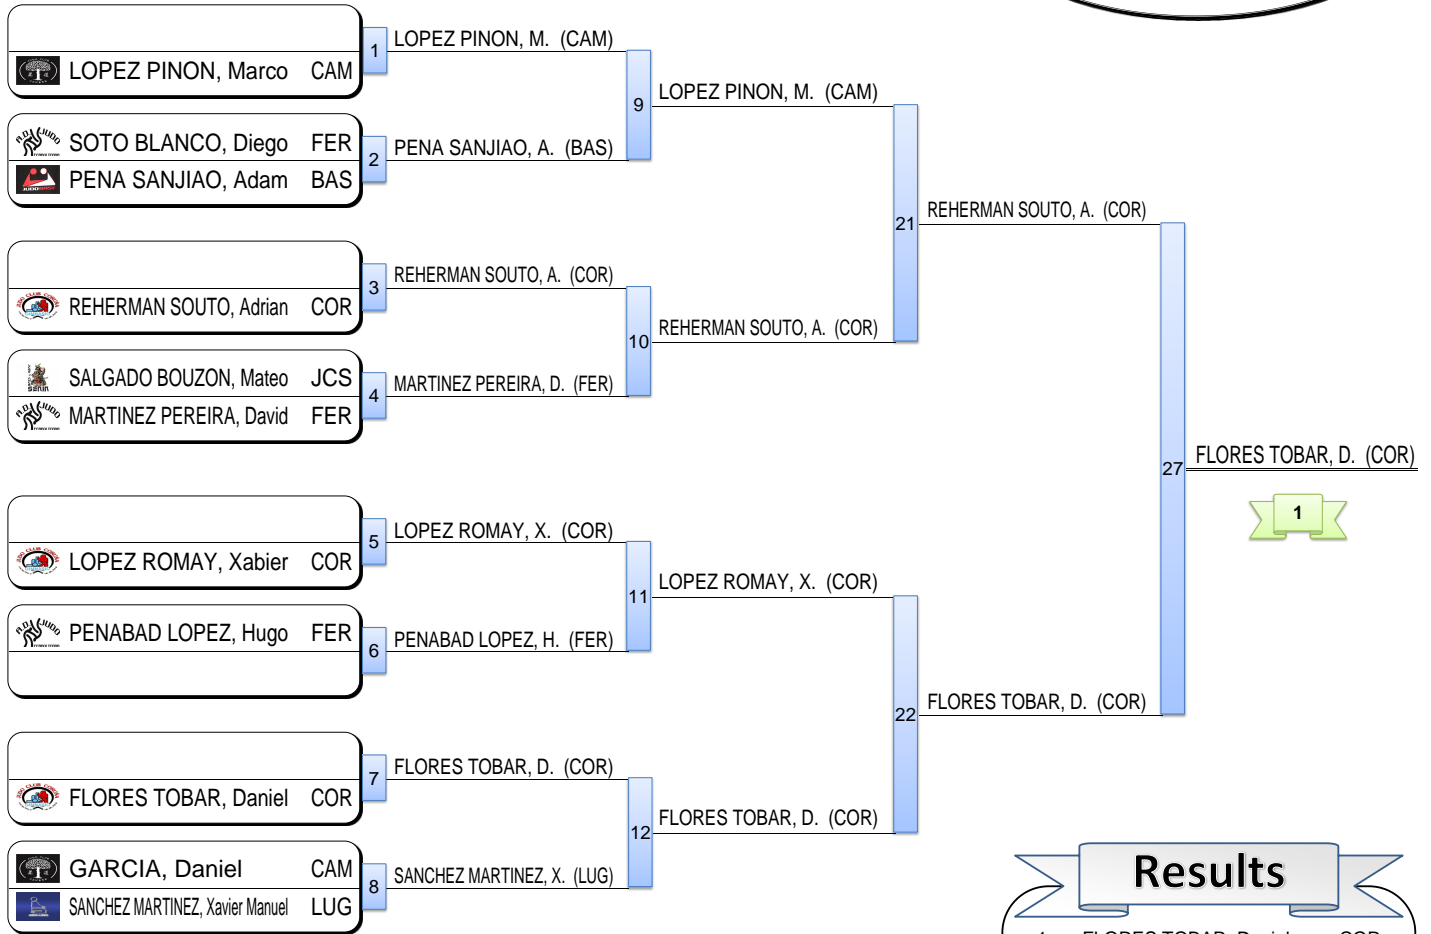 LOPEZ PINON, Marco CAM
1
LOPEZ PINON, M. (CAM)
SOTO BLANCO, Diego FER
PENA SANJIAO, Adam BAS
2
PENA SANJIAO, A. (BAS)
9
LOPEZ PINON, M. (CAM)
REHERMAN SOUTO, Adrian COR
3
REHERMAN SOUTO, A. (COR)
SALGADO BOUZON, Mateo JCS
MARTINEZ PEREIRA, David FER
4
MARTINEZ PEREIRA, D. (FER)
10
REHERMAN SOUTO, A. (COR)
21
REHERMAN SOUTO, A. (COR)
LOPEZ ROMAY, Xabier COR
5
LOPEZ ROMAY, X. (COR)
PENABAD LOPEZ, Hugo FER
6
PENABAD LOPEZ, H. (FER)
11
LOPEZ ROMAY, X. (COR)
FLORES TOBAR, Daniel COR
7
FLORES TOBAR, D. (COR)
GARCIA, Daniel CAM
SANCHEZ MARTINEZ, Xavier Manuel LUG
8
SANCHEZ MARTINEZ, X. (LUG)
12
FLORES TOBAR, D. (COR)
22
FLORES TOBAR, D. (COR)
27
FLORES TOBAR, D. (COR)
1
Results
1 FLORES TOBAR, Daniel COR